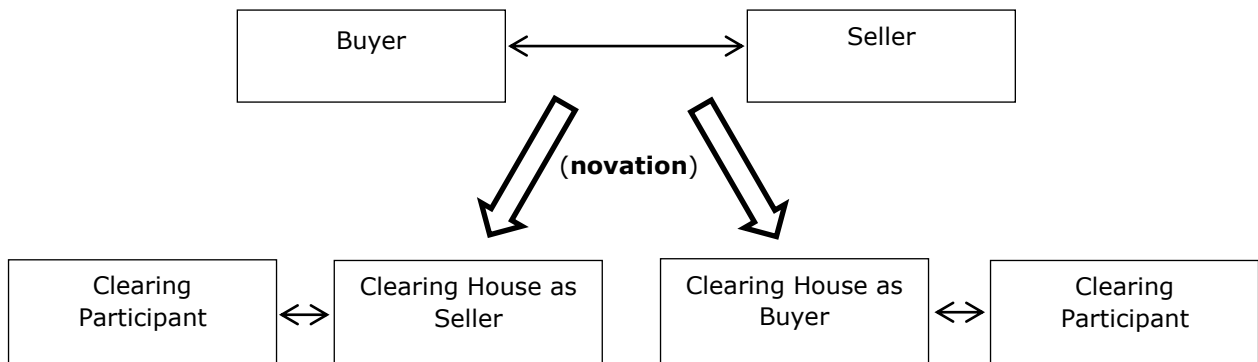 Buyer
Seller
(novation)
Clearing
Participant
Clearing House as
Seller
Clearing House as
Buyer
Clearing
Participant